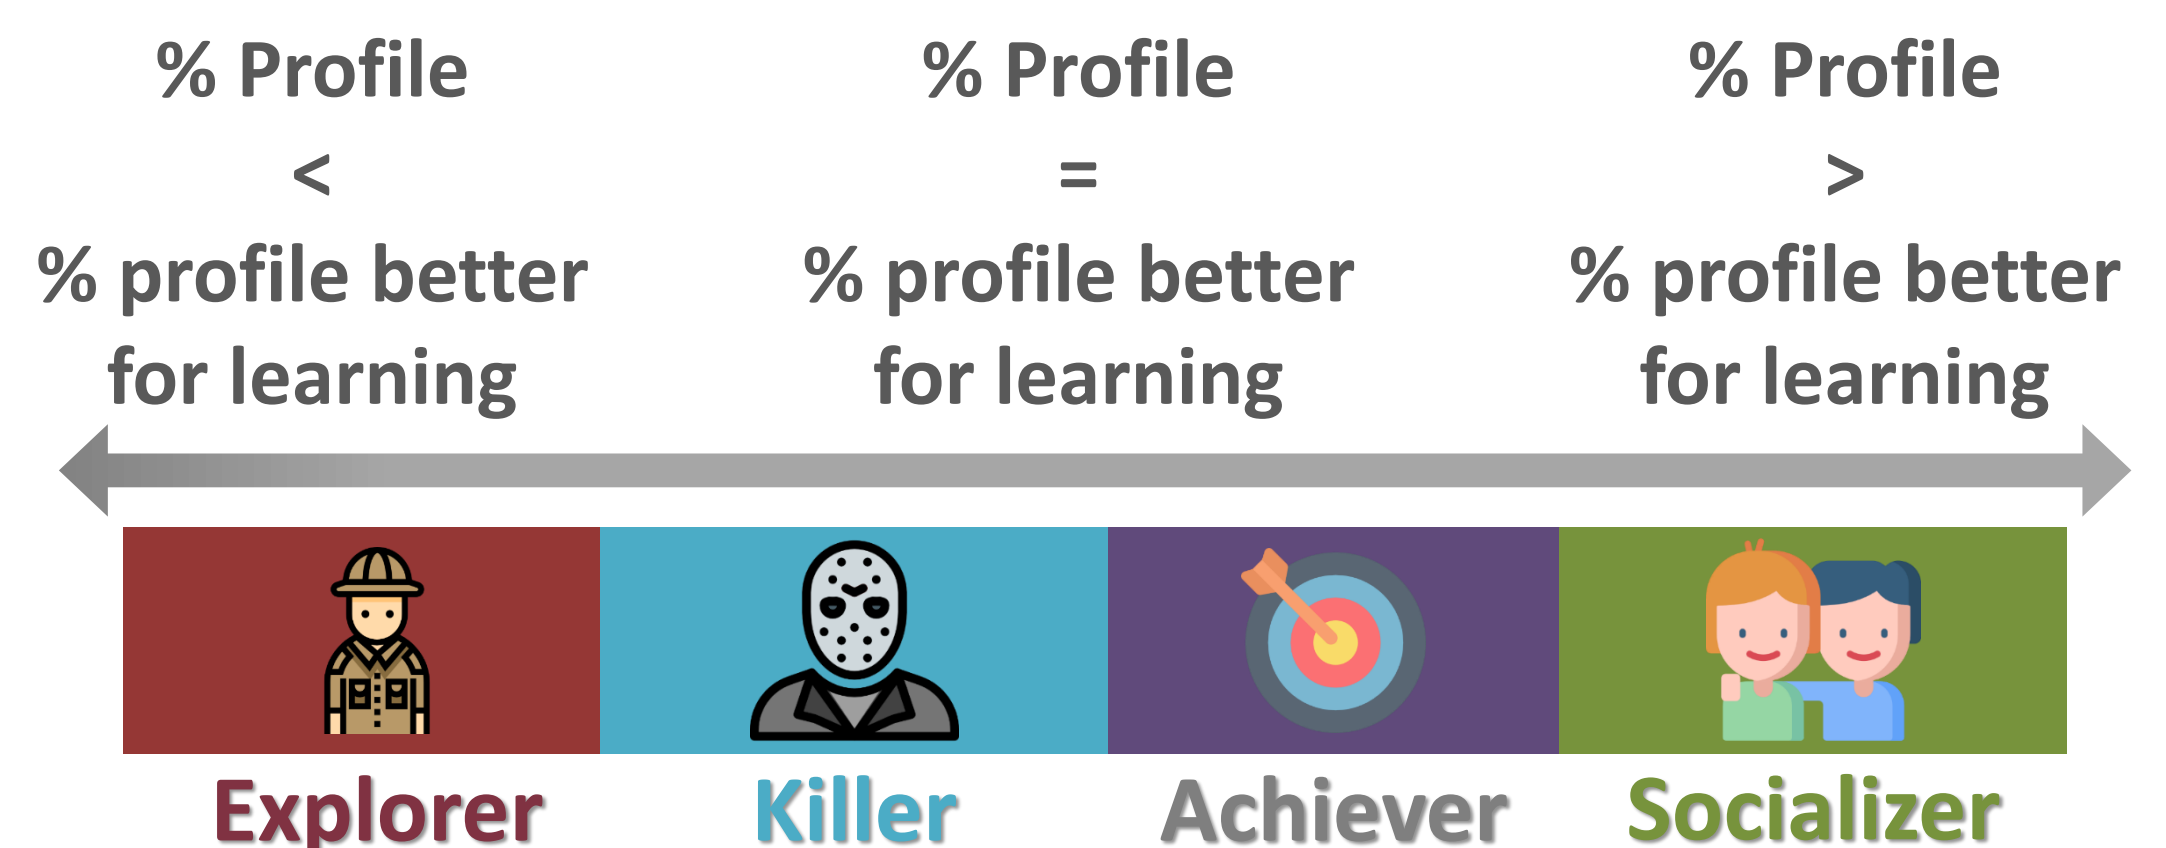 % Profile
<
% profile better
for learning
% Profile
=
% profile better
for learning
% Profile
>
% profile better
for learning
Explorer
Killer
Achiever
Socializer